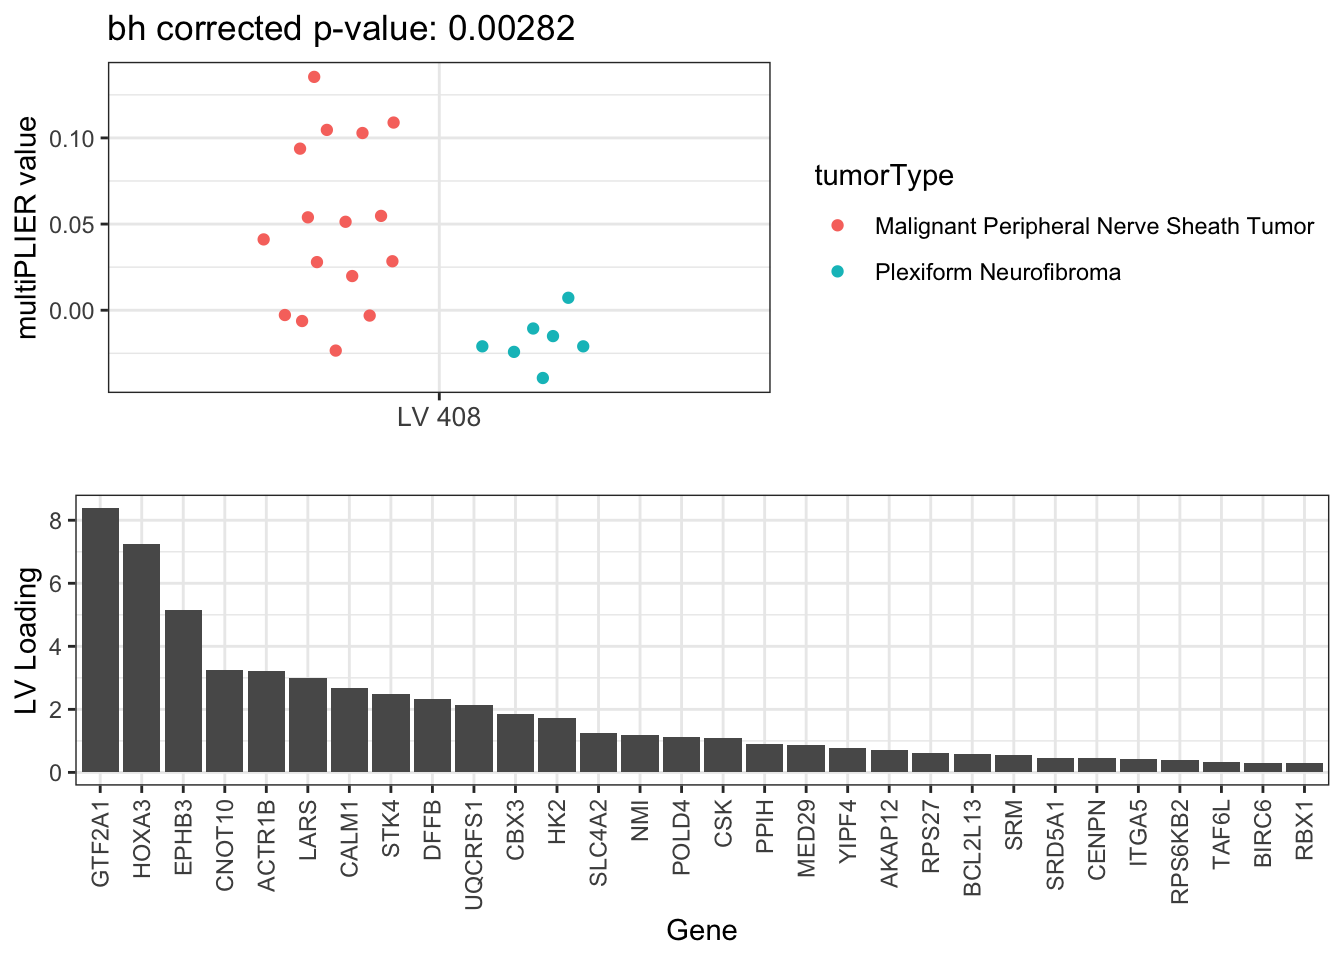 bh corrected p-value: 0.00282
multiPLIER value
0.10
0.05
0.00
LV 408
tumorType
Malignant Peripheral Nerve Sheath Tumor
Plexiform Neurofibroma
LV Loading
8
6
4
2
0
GTF2A1
HOXA3
EPHB3
CNOT10
ACTR1B
LARS
CALM1
STK4
DFFB
UQCRFS1
CBX3
HK2
SLC4A2
NMI
POLD4
CSK
PPIH
MED29
YIPF4
AKAP12
RPS27
BCL2L13
SRM
SRD5A1
CENPN
ITGA5
RPS6KB2
TAF6L
BIRC6
RBX1
Gene